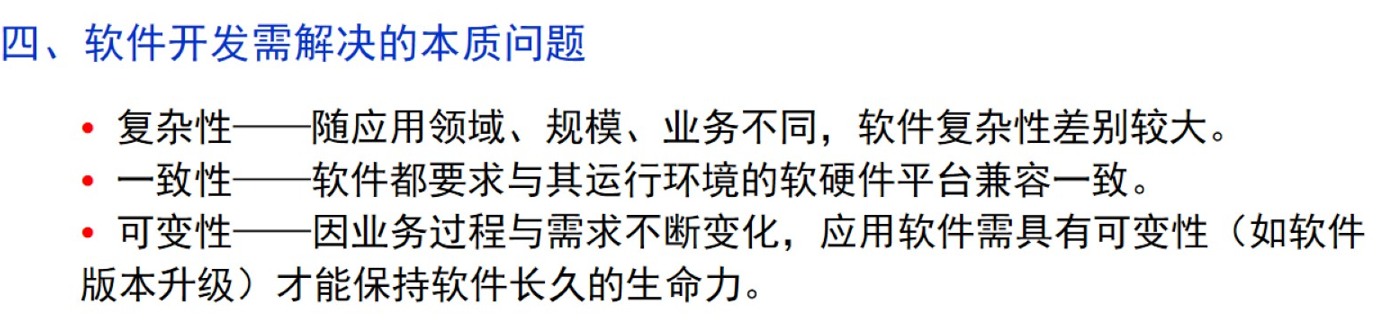 四、软件开发需解决的本质问题
• 复杂性——随应用领域、规模、业务不同，软件复杂性差别较大。
• 一致性——软件都要求与其运行环境的软硬件平台兼容一致。
• 可变性——因业务过程与需求不断变化，应用软件需具有可变性（如软件
版本升级）才能保持软件长久的生命力。